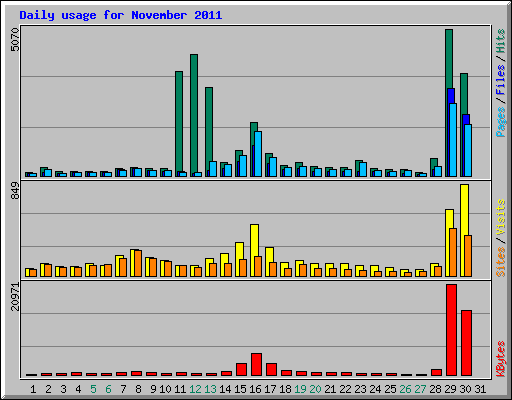 Daily usage for November 2011
5070
Pages / Files / Hits
849
Sites / Visits
20971
KBytes
1 2 3 4 5 6 7 8 9 10 11 12 13 14 15 16 17 18 19 20 21 22 23 24 25 26 27 28 29 30 31